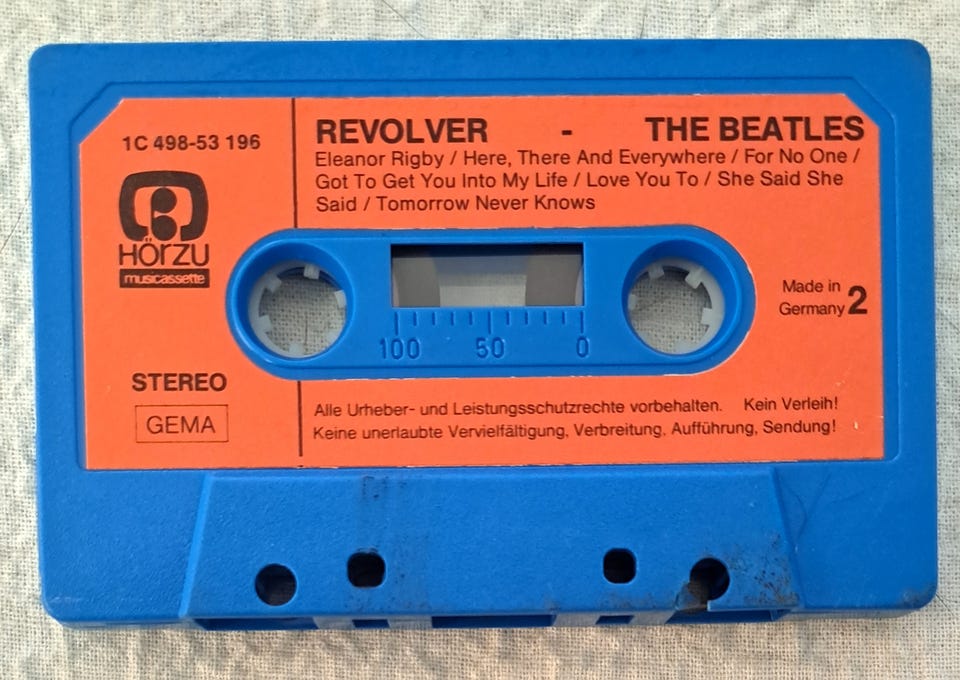 1C 498-53 196
HÖRZU
musicassette
STEREO
GEMA
REVOLVER - THE BEATLES
Eleanor Rigby / Here, There And Everywhere / For No One /
Got To Get You Into My Life / Love You To / She Said She
Said / Tomorrow Never Knows
100 50 0
Made in
Germany 2
Alle Urheber- und Leistungsschutzrechte vorbehalten. Kein Verleih!
Keine unerlaubte Vervielfältigung, Verbreitung, Aufführung, Sendung!